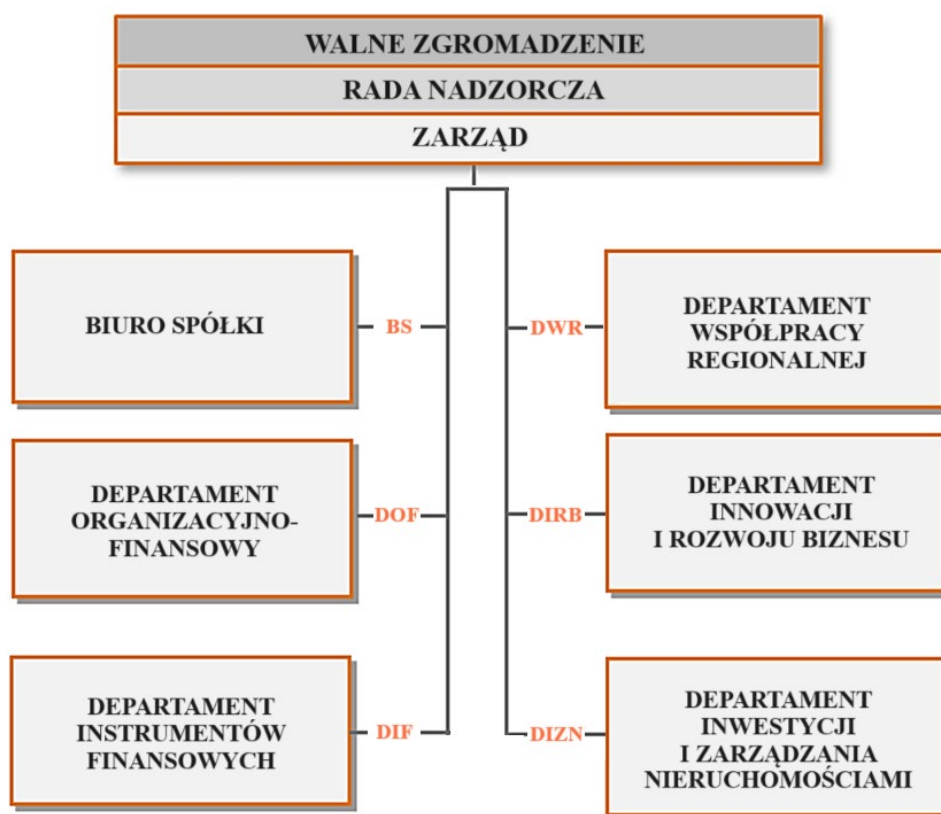 WALNE ZGROMADZENIE
RADA NADZORCZA
ZARZĄD
BIURO SPÓŁKI
BS
DWR
DEPARTAMENT
WSPÓŁPRACY
REGIONALNEJ
DEPARTAMENT
ORGANIZACYJNO-
FINANSOWY
DOF
DIRB
DEPARTAMENT
INNOWACJI
I ROZWOJU BIZNESU
DEPARTAMENT
INSTRUMENTÓW
FINANSOWYCH
DIF
DIZN
DEPARTAMENT
INWESTYCJI
I ZARZĄDZANIA
NIERUCHOMOŚCIAMI